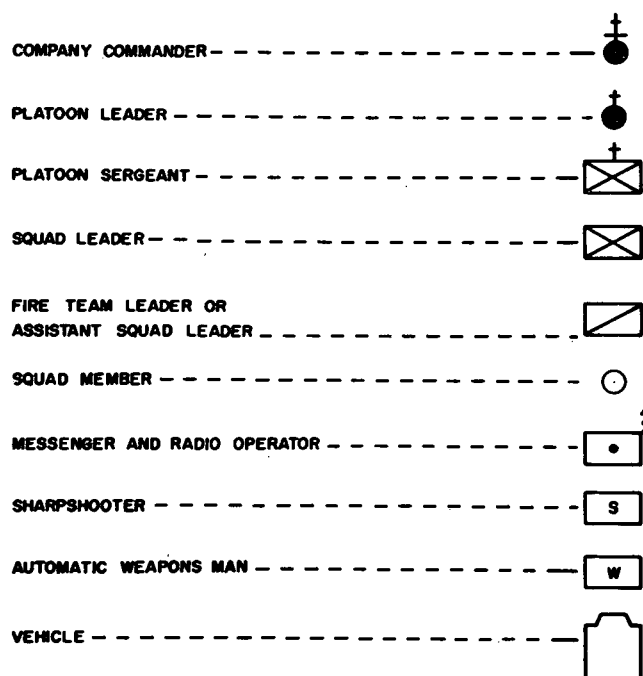 COMPANY COMMANDER
PLATOON LEADER
PLATOON SERGEANT
SQUAD LEADER
FIRE TEAM LEADER OR
ASSISTANT SQUAD LEADER
SQUAD MEMBER
MESSENGER AND RADIO OPERATOR
SHARPSHOOTER S
AUTOMATIC WEAPONS MAN W
VEHICLE